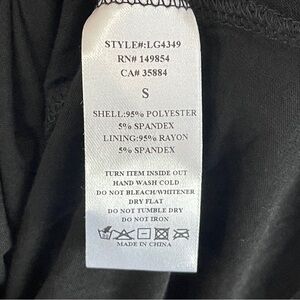 STYLE#:LG4349
RN# 149854
CA# 35884
S
SHELL:95% POLYESTER
5% SPANDEX
LINING:95% RAYON
5% SPANDEX
TURN ITEM INSIDE OUT
HAND WASH COLD
DO NOT BLEACH/WHITENER
DRY FLAT
DO NOT TUMBLE DRY
DO NOT IRON
MADE IN CHINA